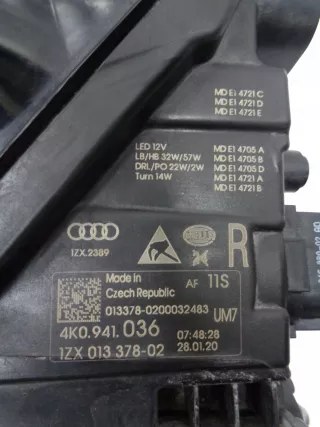 MD E1 4721 C
MD E1 4721 D
MD E1 4721 E
LED 12V
LB/HB 32W/57W
DRL/PO 22W/2W
Turn 14W
MD E1 4705 A
MD E1 4705 B
MD E1 4705 D
MD E1 4721 A
MD E1 4721 B
1ZX.2389
HELLA
R
Made in
Czech Republic
AF 11S
013378-0200032483
UM7
4K0.941.036
07:48:28
1ZX 013 378-02
28.01.20